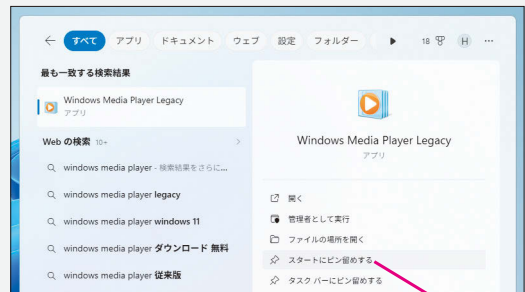 すべて アプリ ドキュメント ウェブ 設定 フォルダー 18 H ...
最も一致する検索結果
Windows Media Player Legacy
アプリ
Web の検索 10+
windows media player - 検索結果をさらに...
windows media player legacy
windows media player windows 11
windows media player ダウンロード 無料
windows media player 従来版
Windows Media Player Legacy
アプリ
開く
管理者として実行
ファイルの場所を開く
スタートにピン留めする
タスク バーにピン留めする